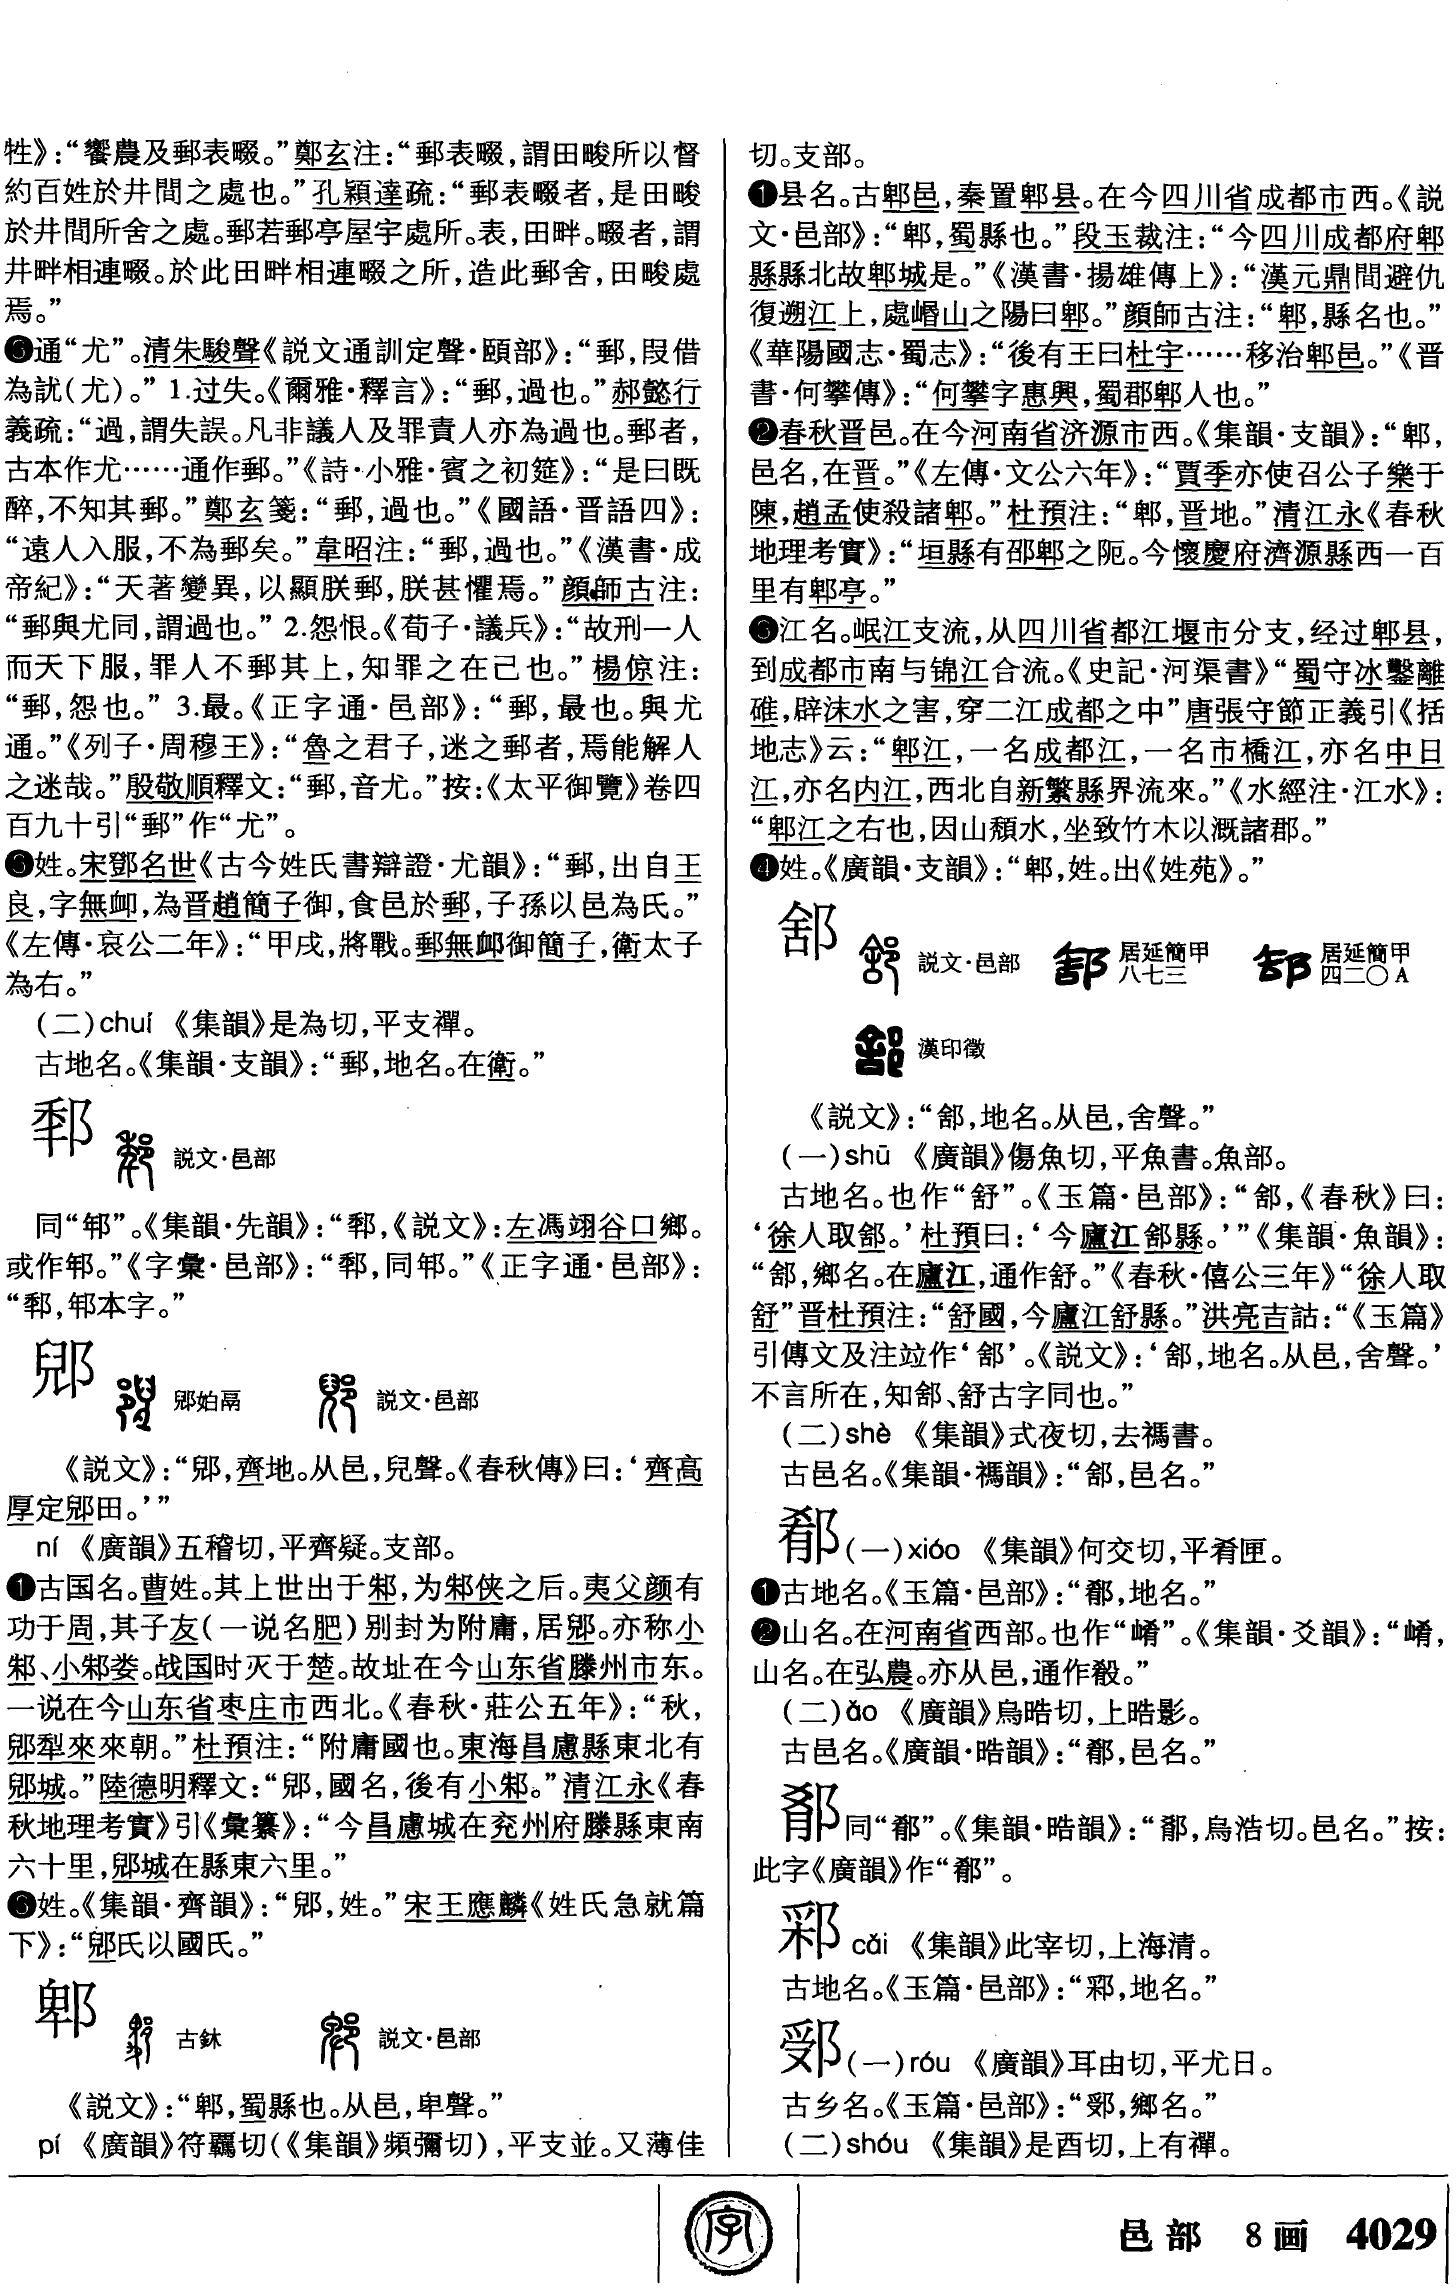 牲》：“饗農及郵表畷。”鄭玄注：“郵表畷，謂田畯所以督
約百姓於井間之處也。”孔穎達疏：“郵表畷者，是田畯
於井間所舍之處。郵若郵亭屋宇處所。表，田畔。畷者，謂
井畔相連畷。於此田畔相連畷之所，造此郵舍，田畯處
焉。”
❻通“尤”。清朱駿聲《説文通訓定聲·頤部》：“郵，叚借
為訧(尤)。” 1.过失。《爾雅·釋言》：“郵，過也。”郝懿行
義疏：“過，謂失誤。凡非議人及罪責人亦為過也。郵者，
古本作尤……通作郵。”《詩·小雅·賓之初筵》：“是曰既
醉，不知其郵。”鄭玄箋：“郵，過也。”《國語·晋語四》：
“遠人入服，不為郵矣。”韋昭注：“郵，過也。”《漢書·成
帝紀》：“天著變異，以顯朕郵，朕甚懼焉。”顔師古注：
“郵與尤同，謂過也。” 2.怨恨。《荀子·議兵》：“故刑一人
而天下服，罪人不郵其上，知罪之在己也。”楊倞注：
“郵，怨也。” 3.最。《正字通·邑部》：“郵，最也。與尤
通。”《列子·周穆王》：“魯之君子，迷之郵者，焉能解人
之迷哉。”殷敬順釋文：“郵，音尤。”按：《太平御覽》卷四
百九十引“郵”作“尤”。
❻姓。宋鄧名世《古今姓氏書辯證·尤韻》：“郵，出自王
良，字無卹，為晋趙簡子御，食邑於郵，子孫以邑為氏。”
《左傳·哀公二年》：“甲戌，將戰。郵無卹御簡子，衛太子
為右。”
(二)chuí 《集韻》是為切，平支禪。
古地名。《集韻·支韻》：“郵，地名。在衛。”
説文·邑部
同“邾”。《集韻·先韻》：“，《説文》：左馮翊谷口鄉。
説文·邑部
郳 郳始鬲 説文·邑部
《説文》：“郳，齊地。从邑，兒聲。《春秋傳》曰：‘齊高
厚定郳田。’”
ní 《廣韻》五稽切，平齊疑。支部。
❶古国名。曹姓。其上世出于邾，为邾侠之后。夷父颜有
功于周，其子友(一说名肥)别封为附庸，居郳。亦称小
邾、小邾娄。战国时灭于楚。故址在今山东省滕州市东。
一说在今山东省枣庄市西北。《春秋·莊公五年》：“秋，
郳犁來來朝。”杜預注：“附庸國也。東海昌慮縣東北有
郳城。”陸德明釋文：“郳，國名，後有小邾。”清江永《春
秋地理考實》引《彙纂》：“今昌慮城在兖州府滕縣東南
六十里，郳城在縣東六里。”
❸姓。《集韻·齊韻》：“郳，姓。”宋王應麟《姓氏急就篇
下》：“郳氏以國氏。”
郫 古鉥 説文·邑部
《説文》：“郫，蜀縣也。从邑，卑聲。”
pí 《廣韻》符羈切(《集韻》頻彌切)，平支並。又薄佳
切。支部。
❶县名。古郫邑，秦置郫县。在今四川省成都市西。《説
文·邑部》：“郫，蜀縣也。”段玉裁注：“今四川成都府郫
縣縣北故郫城是。”《漢書·揚雄傳上》：“漢元鼎間避仇
復遡江上，處崏山之陽曰郫。”顔師古注：“郫，縣名也。”
《華陽國志·蜀志》：“後有王曰杜宇……移治郫邑。”《晋
書·何攀傳》：“何攀字惠興，蜀郡郫人也。”
❷春秋晋邑。在今河南省济源市西。《集韻·支韻》：“郫，
邑名，在晋。”《左傳·文公六年》：“賈季亦使召公子樂于
陳，趙孟使殺諸郫。”杜預注：“郫，晋地。”清江永《春秋
地理考實》：“垣縣有邵郫之阨。今懷慶府濟源縣西一百
里有郫亭。”
❸江名。岷江支流，从四川省都江堰市分支，经过郫县，
到成都市南与锦江合流。《史記·河渠書》“蜀守冰鑿離
碓，辟沫水之害，穿二江成都之中”唐張守節正義引《括
地志》云：“郫江，一名成都江，一名市橋江，亦名中日
江，亦名内江，西北自新繁縣界流來。”《水經注·江水》：
“郫江之右也，因山頹水，坐致竹木以溉諸郡。”
❹姓。《廣韻·支韻》：“郫，姓。出《姓苑》。”
䣄 説文·邑部 居延簡甲八七三 居延簡甲四二〇A
漢印徵
《説文》：“䣄，地名。从邑，舍聲。”
(一)shū 《廣韻》傷魚切，平魚書。魚部。
古地名。也作“舒”。《玉篇·邑部》：“䣄，《春秋》曰：
‘徐人取䣄。’杜預曰：‘今廬江䣄縣。’”《集韻·魚韻》：
“䣄，鄉名。在廬江，通作舒。”《春秋·僖公三年》“徐人取
舒”晋杜預注：“舒國，今廬江舒縣。”洪亮吉詁：“《玉篇》
引傳文及注竝作‘䣄’。《説文》：‘䣄，地名。从邑，舍聲。’
不言所在，知䣄、舒古字同也。”
(二)shè 《集韻》式夜切，去禡書。
古邑名。《集韻·禡韻》：“䣄，邑名。”
郩(一)xiáo 《集韻》何交切，平肴匣。
❶古地名。《玉篇·邑部》：“郩，地名。”
❷山名。在河南省西部。也作“崤”。《集韻·爻韻》：“崤，
山名。在弘農。亦从邑，通作殽。”
(二)ǎo 《廣韻》烏晧切，上晧影。
古邑名。《廣韻·晧韻》：“郩，邑名。”
同“郩”。《集韻·晧韻》：“，烏浩切。邑名。”按：
此字《廣韻》作“郩”。
cǎi 《集韻》此宰切，上海清。
古地名。《玉篇·邑部》：“，地名。”
(一)róu 《廣韻》耳由切，平尤日。
古乡名。《玉篇·邑部》：“，鄉名。”
(二)shóu 《集韻》是酉切，上有禪。
字
邑部 8画 4029